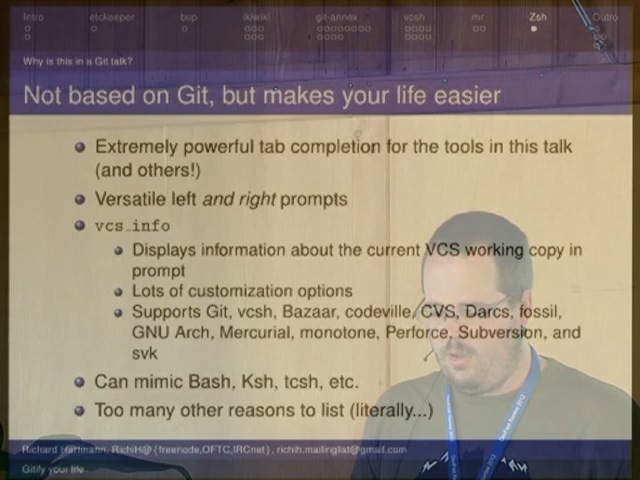 Intro etckeeper bup ikiwiki git-annex vcsh mr Zsh Outro
Why is this in a Git talk?
Not based on Git, but makes your life easier
Extremely powerful tab completion for the tools in this talk
(and others!)
Versatile left and right prompts
vcs_info
Displays information about the current VCS working copy in
prompt
Lots of customization options
Supports Git, vcsh, Bazaar, codeville, CVS, Darcs, fossil,
GNU Arch, Mercurial, monotone, Perforce, Subversion, and
svk
Can mimic Bash, Ksh, tcsh, etc.
Too many other reasons to list (literally...)
Richard Hartmann, RichiH@{freenode,OFTC,IRCnet}, richih.mailinglist@gmail.com
Gitify your life